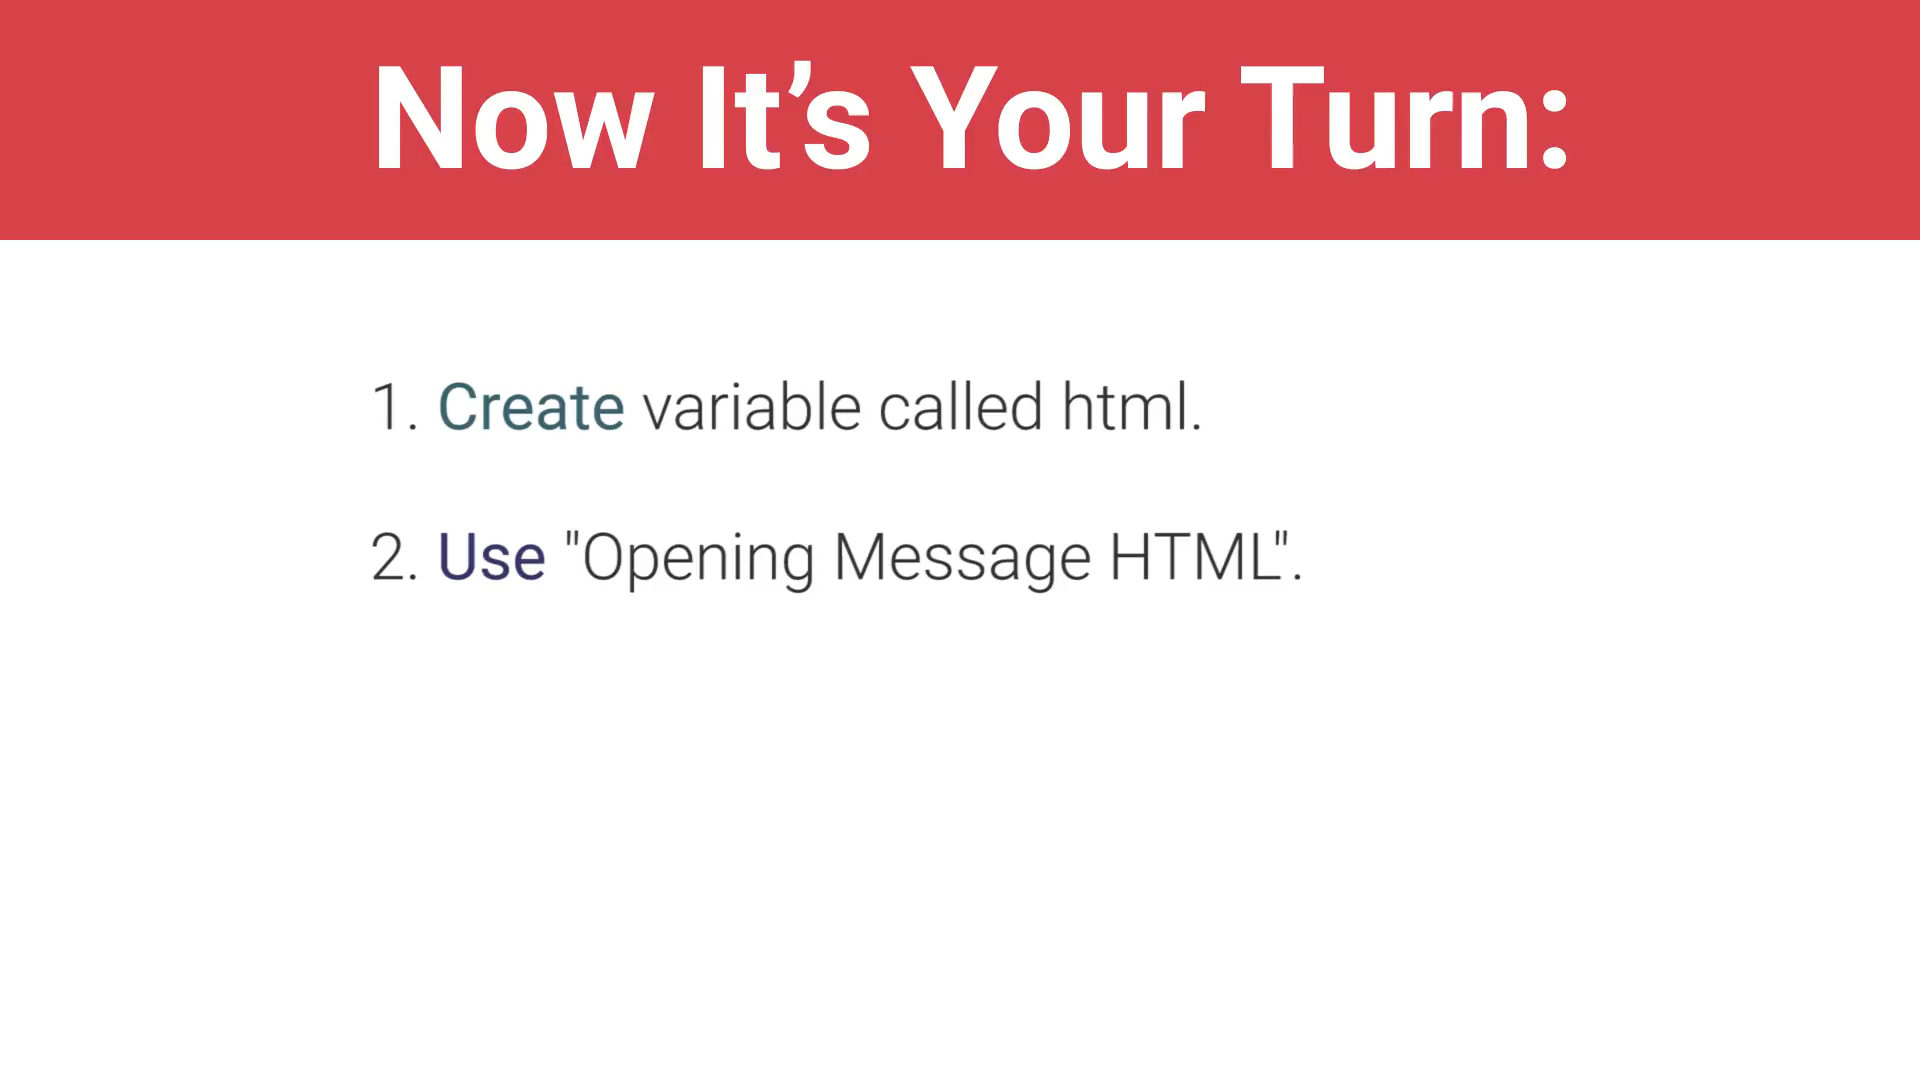 Now It’s Your Turn:
1. Create variable called html.
2. Use "Opening Message HTML".